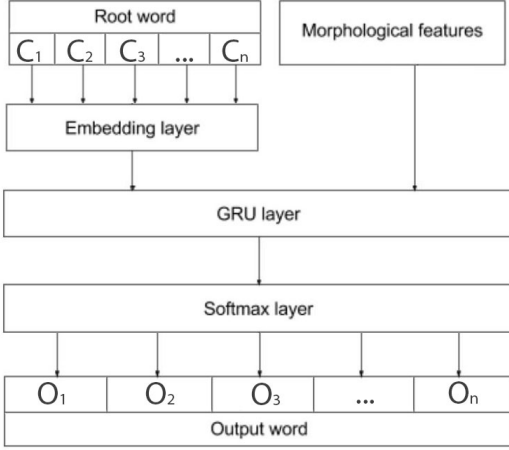 Root word
C1 C2 C3 ... Cn
Morphological features
Embedding layer
GRU layer
Softmax layer
O1 O2 O3 ... On
Output word